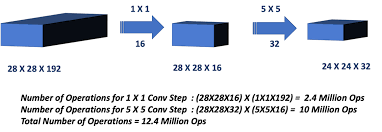 1 X 1
5 X 5
16
32
28 X 28 X 192
28 X 28 X 16
24 X 24 X 32
Number of Operations for 1 X 1 Conv Step : (28X28X16) X (1X1X192) = 2.4 Million Ops
Number of Operations for 5 X 5 Conv Step : (28X28X32) X (5X5X16) = 10 Million Ops
Total Number of Operations = 12.4 Million Ops